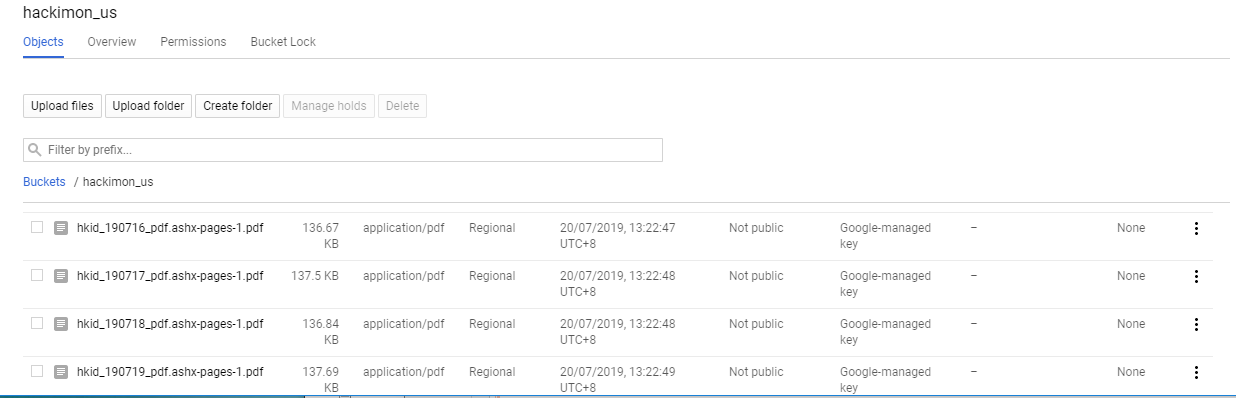 hackimon_us
Objects Overview Permissions Bucket Lock
Upload files Upload folder Create folder Manage holds Delete
Filter by prefix...
Buckets / hackimon_us
hkid_190716_pdf.ashx-pages-1.pdf 136.67 application/pdf Regional 20/07/2019, 13:22:47 Not public Google-managed – None
KB UTC+8 key
hkid_190717_pdf.ashx-pages-1.pdf 137.5 KB application/pdf Regional 20/07/2019, 13:22:48 Not public Google-managed – None
UTC+8 key
hkid_190718_pdf.ashx-pages-1.pdf 136.84 application/pdf Regional 20/07/2019, 13:22:48 Not public Google-managed – None
KB UTC+8 key
hkid_190719_pdf.ashx-pages-1.pdf 137.69 application/pdf Regional 20/07/2019, 13:22:49 Not public Google-managed – None
KB UTC+8 key